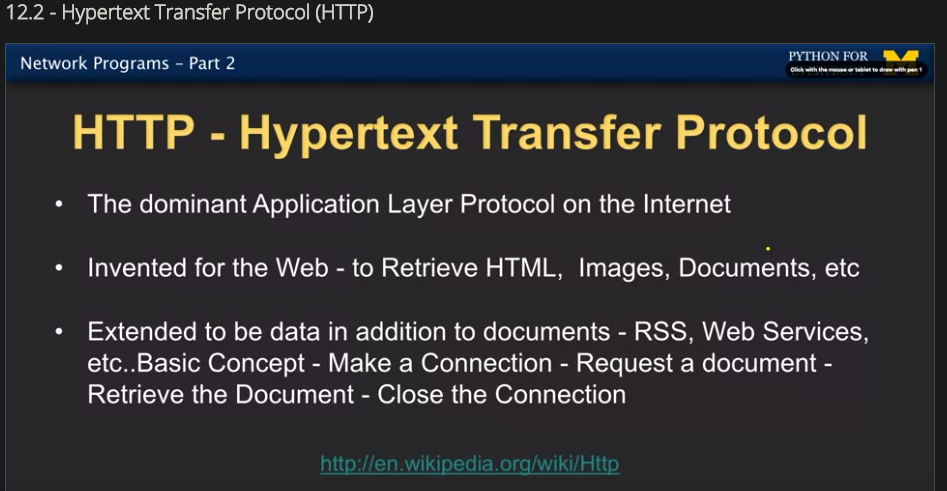 12.2 - Hypertext Transfer Protocol (HTTP)
Network Programs – Part 2
PYTHON FOR
Click with the mouse or tablet to draw with pen 1
HTTP - Hypertext Transfer Protocol
• The dominant Application Layer Protocol on the Internet
• Invented for the Web - to Retrieve HTML, Images, Documents, etc
• Extended to be data in addition to documents - RSS, Web Services,
etc..Basic Concept - Make a Connection - Request a document -
Retrieve the Document - Close the Connection
http://en.wikipedia.org/wiki/Http